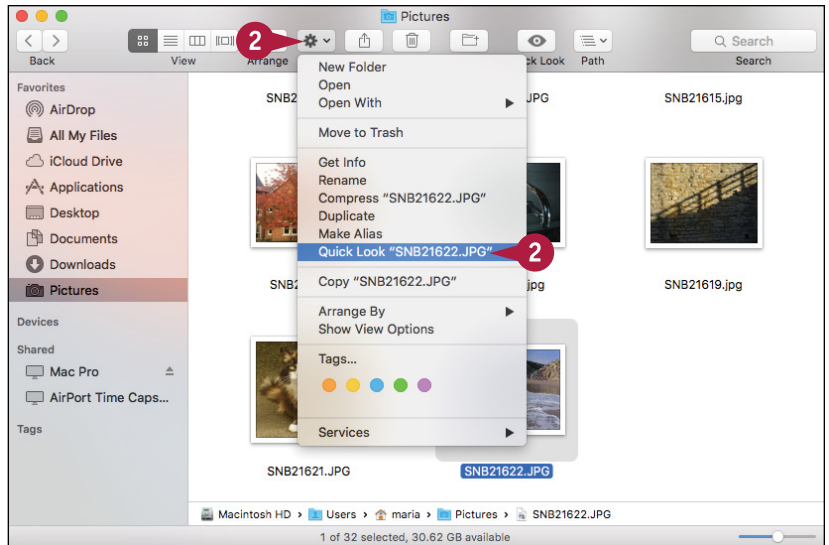 Pictures
Back
View
2
Arrange
ck Look
Path
Search
Search
Favorites
AirDrop
All My Files
iCloud Drive
Applications
Desktop
Documents
Downloads
Pictures
Devices
Shared
Mac Pro
AirPort Time Caps...
Tags
New Folder
Open
Open With
Move to Trash
Get Info
Rename
Compress "SNB21622.JPG"
Duplicate
Make Alias
Quick Look "SNB21622.JPG"
2
Copy "SNB21622.JPG"
Arrange By
Show View Options
Tags...
Services
SNB2
JPG
SNB21615.jpg
SNB2
jpg
SNB21619.jpg
SNB21621.JPG
SNB21622.JPG
Macintosh HD › Users › maria › Pictures › SNB21622.JPG
1 of 32 selected, 30.62 GB available